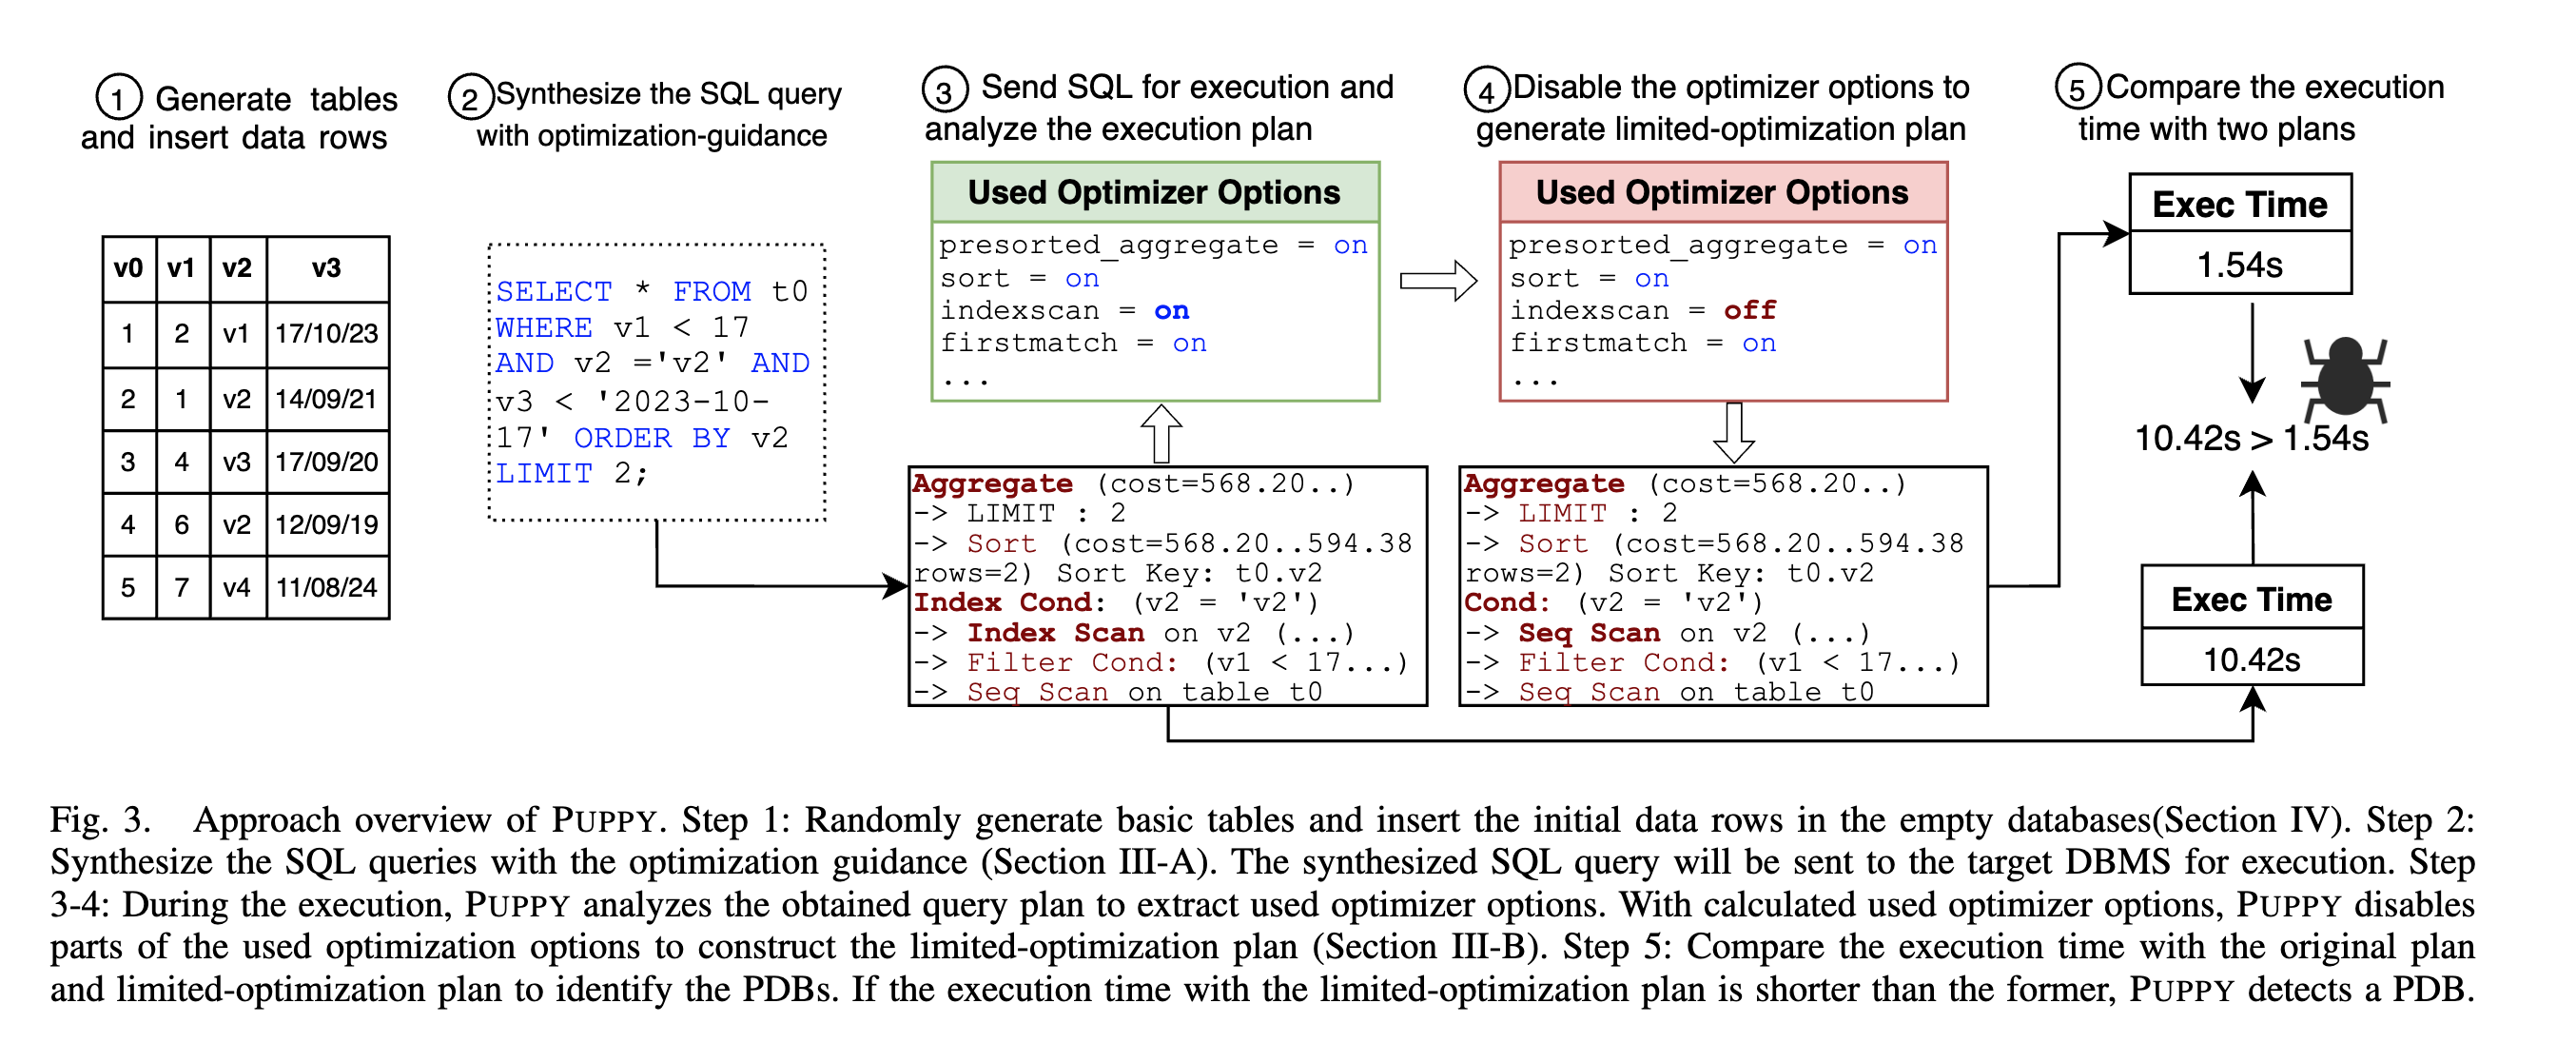 1 Generate tables
and insert data rows
v0 v1 v2 v3
1 2 v1 17/10/23
2 1 v2 14/09/21
3 4 v3 17/09/20
4 6 v2 12/09/19
5 7 v4 11/08/24
2 Synthesize the SQL query
with optimization-guidance
SELECT * FROM t0
WHERE v1 < 17
AND v2 ='v2' AND
v3 < '2023-10-
17' ORDER BY v2
LIMIT 2;
3 Send SQL for execution and
analyze the execution plan
Used Optimizer Options
presorted_aggregate = on
sort = on
indexscan = on
firstmatch = on
...
Aggregate (cost=568.20..)
-> LIMIT : 2
-> Sort (cost=568.20..594.38
rows=2) Sort Key: t0.v2
Index Cond: (v2 = 'v2')
-> Index Scan on v2 (...)
-> Filter Cond: (v1 < 17...)
-> Seq Scan on table t0
4 Disable the optimizer options to
generate limited-optimization plan
Used Optimizer Options
presorted_aggregate = on
sort = on
indexscan = off
firstmatch = on
...
Aggregate (cost=568.20..)
-> LIMIT : 2
-> Sort (cost=568.20..594.38
rows=2) Sort Key: t0.v2
Cond: (v2 = 'v2')
-> Seq Scan on v2 (...)
-> Filter Cond: (v1 < 17...)
-> Seq Scan on table t0
5 Compare the execution
time with two plans
Exec Time
1.54s
10.42s > 1.54s
Exec Time
10.42s
Fig. 3. Approach overview of PUPPY. Step 1: Randomly generate basic tables and insert the initial data rows in the empty databases(Section IV). Step 2:
Synthesize the SQL queries with the optimization guidance (Section III-A). The synthesized SQL query will be sent to the target DBMS for execution. Step
3-4: During the execution, PUPPY analyzes the obtained query plan to extract used optimizer options. With calculated used optimizer options, PUPPY disables
parts of the used optimization options to construct the limited-optimization plan (Section III-B). Step 5: Compare the execution time with the original plan
and limited-optimization plan to identify the PDBs. If the execution time with the limited-optimization plan is shorter than the former, PUPPY detects a PDB.